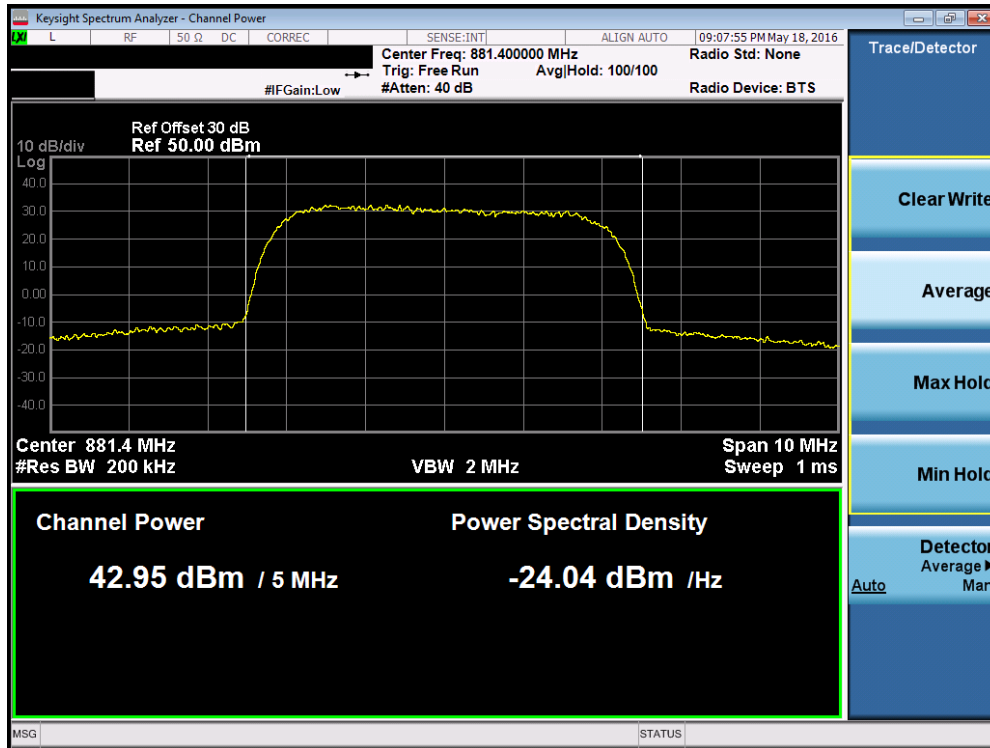 Keysight Spectrum Analyzer - Channel Power
LXI L RF 50 Ω DC CORREC SENSE:INT ALIGN AUTO 09:07:55 PM May 18, 2016
Center Freq: 881.400000 MHz Radio Std: None
Trig: Free Run Avg|Hold: 100/100
#IFGain:Low #Atten: 40 dB Radio Device: BTS
Trace/Detector
Ref Offset 30 dB
10 dB/div Ref 50.00 dBm
Log
40.0
30.0
20.0
10.0
0.00
-10.0
-20.0
-30.0
-40.0
Center 881.4 MHz Span 10 MHz
#Res BW 200 kHz VBW 2 MHz Sweep 1 ms
Channel Power Power Spectral Density
42.95 dBm / 5 MHz -24.04 dBm /Hz
Clear Write
Average
Max Hold
Min Hold
Detector
Average
Auto Man
MSG STATUS